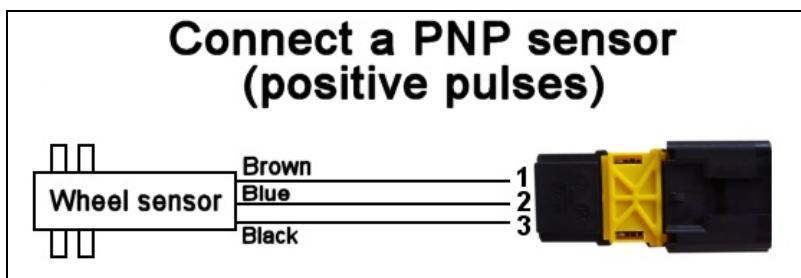 Connect a PNP sensor
(positive pulses)
Brown
1
Wheel sensor
Blue
2
3
Black